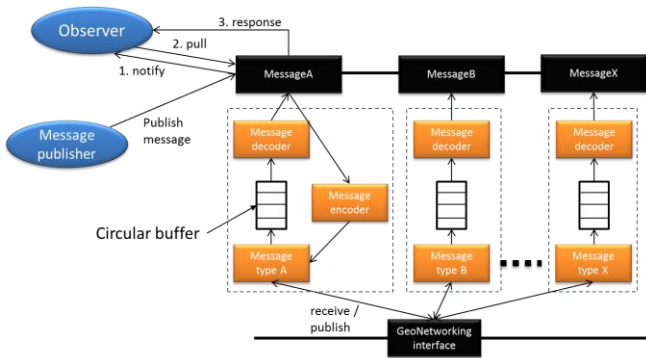 3. response
Observer
2. pull
1. notify
MessageA
MessageB
MessageX
Message
publisher
Publish
message
Message
decoder
Message
decoder
Message
decoder
Message
encoder
Circular buffer
Message
type A
Message
type B
Message
type X
receive /
publish
GeoNetworking
interface